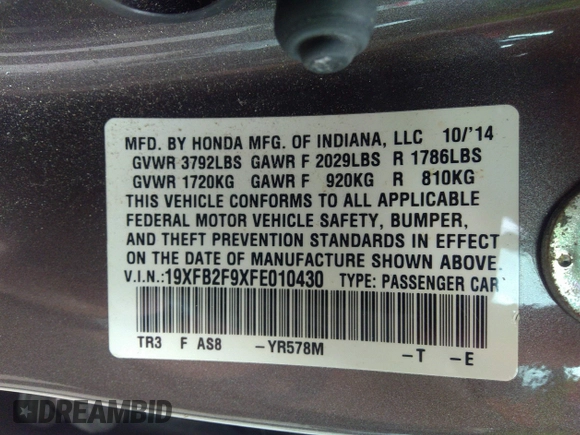 MFD. BY HONDA MFG. OF INDIANA, LLC 10/'14
GVWR 3792LBS GAWR F 2029LBS R 1786LBS
GVWR 1720KG GAWR F 920KG R 810KG
THIS VEHICLE CONFORMS TO ALL APPLICABLE
FEDERAL MOTOR VEHICLE SAFETY, BUMPER,
AND THEFT PREVENTION STANDARDS IN EFFECT
ON THE DATE OF MANUFACTURE SHOWN ABOVE.
V.I.N.: 19XFB2F9XFE010430 TYPE: PASSENGER CAR
TR3 F AS8 –YR578M –T –E
DREAMBID